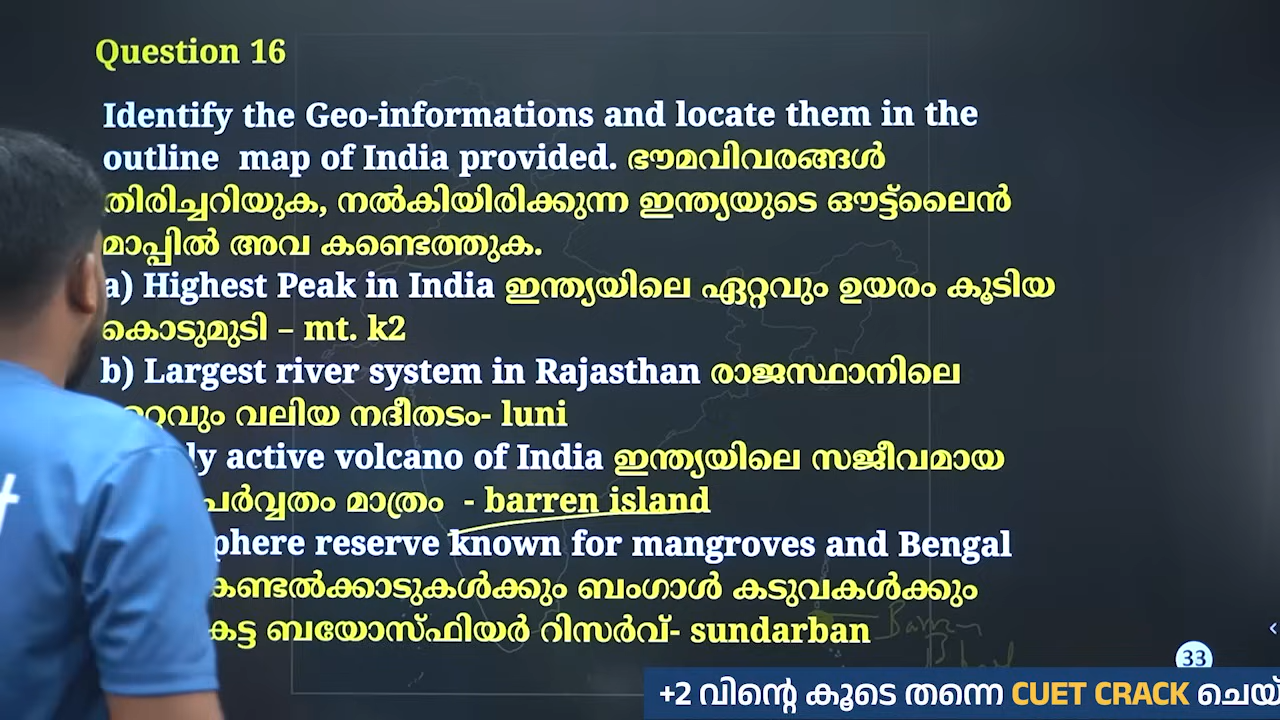 Question 16
Identify the Geo-informations and locate them in the
outline map of India provided. ഭൗമവിവരങ്ങൾ
തിരിച്ചറിയുക, നൽകിയിരിക്കുന്ന ഇന്ത്യയുടെ ഔട്ട്ലൈൻ
മാപ്പിൽ അവ കണ്ടെത്തുക.
a) Highest Peak in India ഇന്ത്യയിലെ ഏറ്റവും ഉയരം കൂടിയ
കൊടുമുടി – mt. k2
b) Largest river system in Rajasthan രാജസ്ഥാനിലെ
വലിയ നദീതടം- luni
active volcano of India ഇന്ത്യയിലെ സജീവമായ
മാത്രം - barren island
reserve known for mangroves and Bengal
കണ്ടൽക്കാടുകൾക്കും ബംഗാൾ കടുവകൾക്കും
ബയോസ്ഫിയർ റിസർവ്- sundarban
33
+2 വിന്റെ കൂടെ തന്നെ CUET CRACK